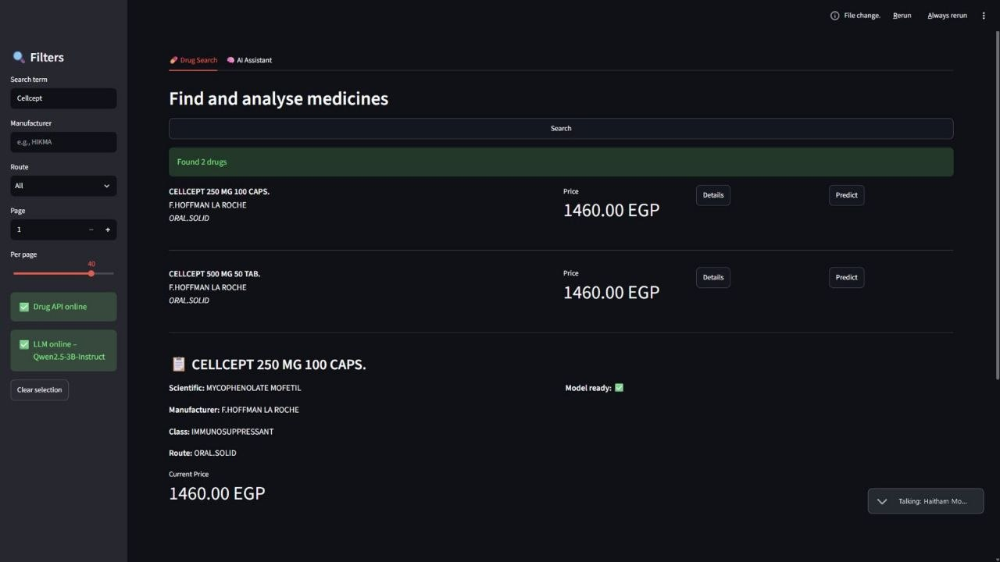 File change.
Rerun
Always rerun
Filters
Search term
Cellcept
Manufacturer
e.g., HIKMA
Route
All
Page
1
Per page
40
Drug API online
LLM online –
Qwen2.5-3B-Instruct
Clear selection
Drug Search
AI Assistant
Find and analyse medicines
Search
Found 2 drugs
CELLCEPT 250 MG 100 CAPS.
F.HOFFMAN LA ROCHE
ORAL.SOLID
Price
1460.00 EGP
Details
Predict
CELLCEPT 500 MG 50 TAB.
F.HOFFMAN LA ROCHE
ORAL.SOLID
Price
1460.00 EGP
Details
Predict
CELLCEPT 250 MG 100 CAPS.
Scientific: MYCOPHENOLATE MOFETIL
Model ready:
Manufacturer: F.HOFFMAN LA ROCHE
Class: IMMUNOSUPPRESSANT
Route: ORAL.SOLID
Current Price
1460.00 EGP
Talking: Haitham Mo...